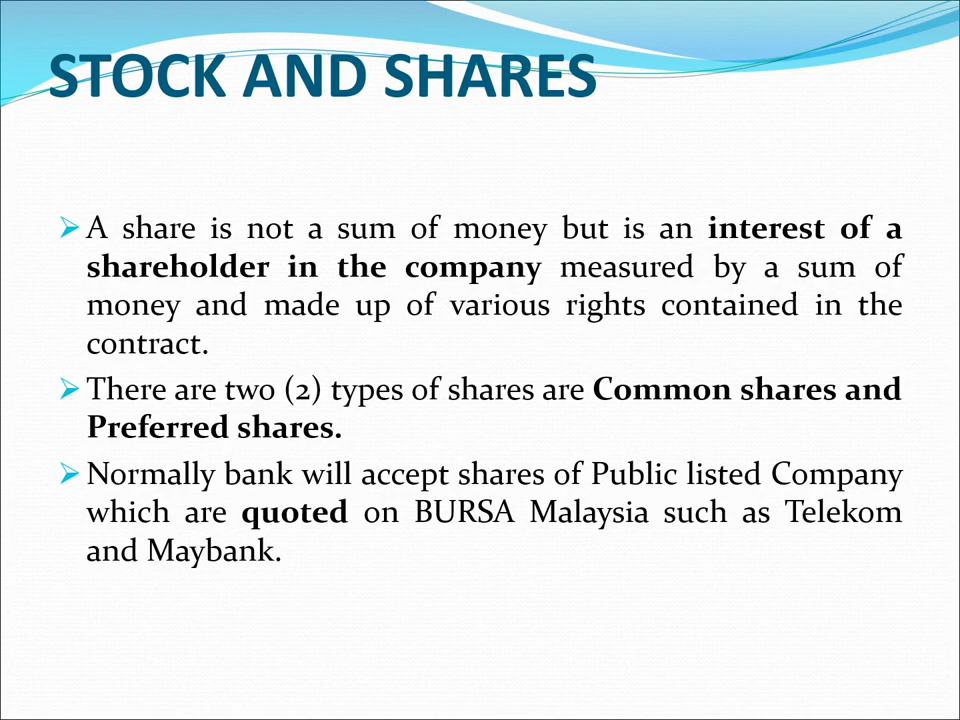 STOCK AND SHARES
A share is not a sum of money but is an interest of a
shareholder in the company measured by a sum of
money and made up of various rights contained in the
contract.
There are two (2) types of shares are Common shares and
Preferred shares.
Normally bank will accept shares of Public listed Company
which are quoted on BURSA Malaysia such as Telekom
and Maybank.